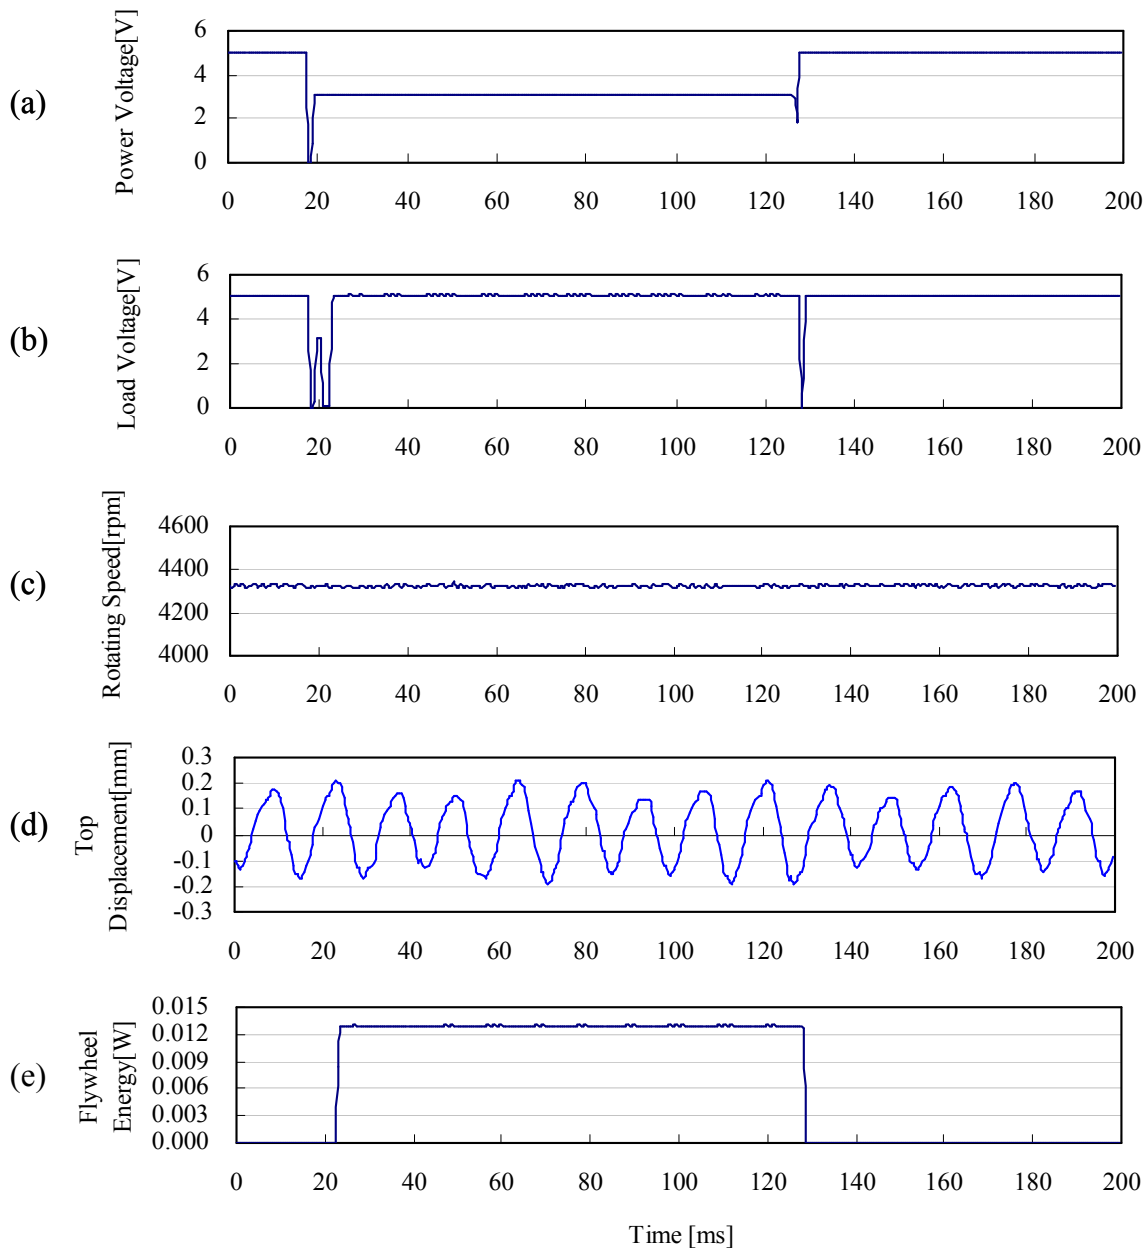 (a)
Power Voltage[V]
6
4
2
0
0 20 40 60 80 100 120 140 160 180 200
(b)
Load Voltage[V]
6
4
2
0
0 20 40 60 80 100 120 140 160 180 200
(c)
Rotating Speed[rpm]
4600
4400
4200
4000
0 20 40 60 80 100 120 140 160 180 200
(d)
Top
Displacement[mm]
0.3
0.2
0.1
0
-0.1
-0.2
-0.3
0 20 40 60 80 100 120 140 160 180 200
(e)
Flywheel
Energy[W]
0.015
0.012
0.009
0.006
0.003
0.000
0 20 40 60 80 100 120 140 160 180 200
Time [ms]